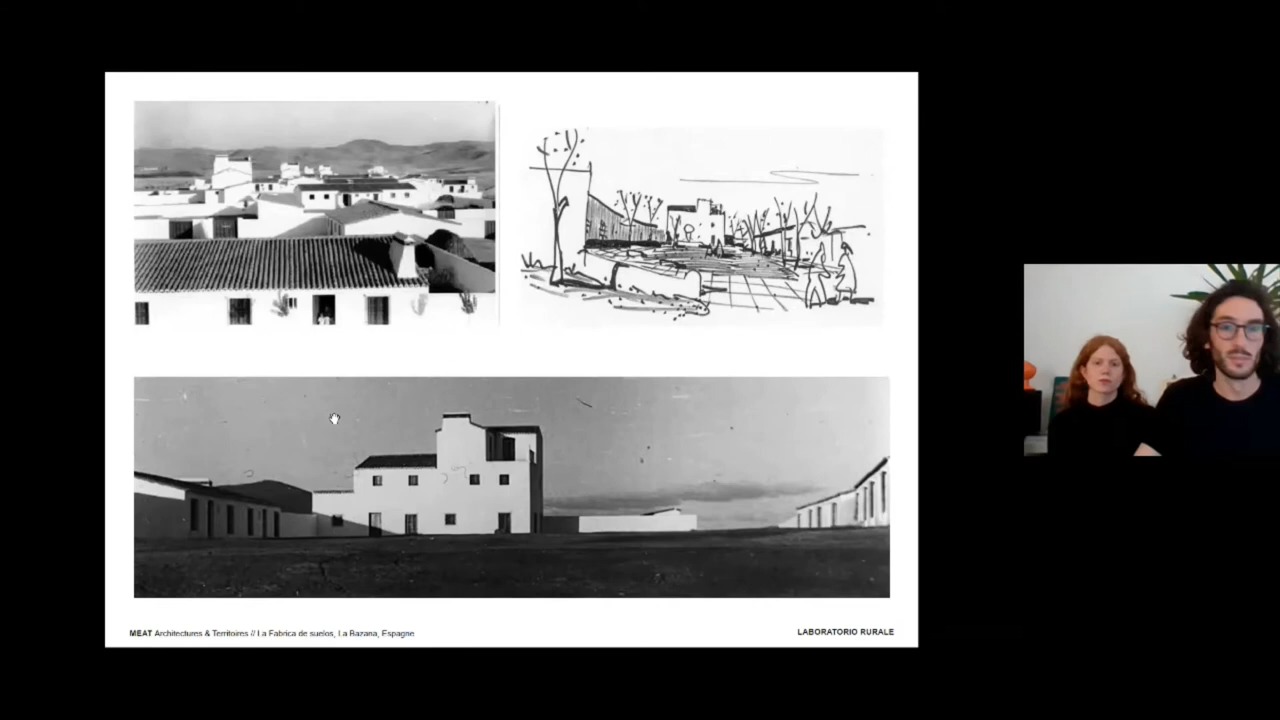 MEAT Architectures & Territoires // La Fabrica de suelos, La Bazana, Espagne
LABORATORIO RURALE